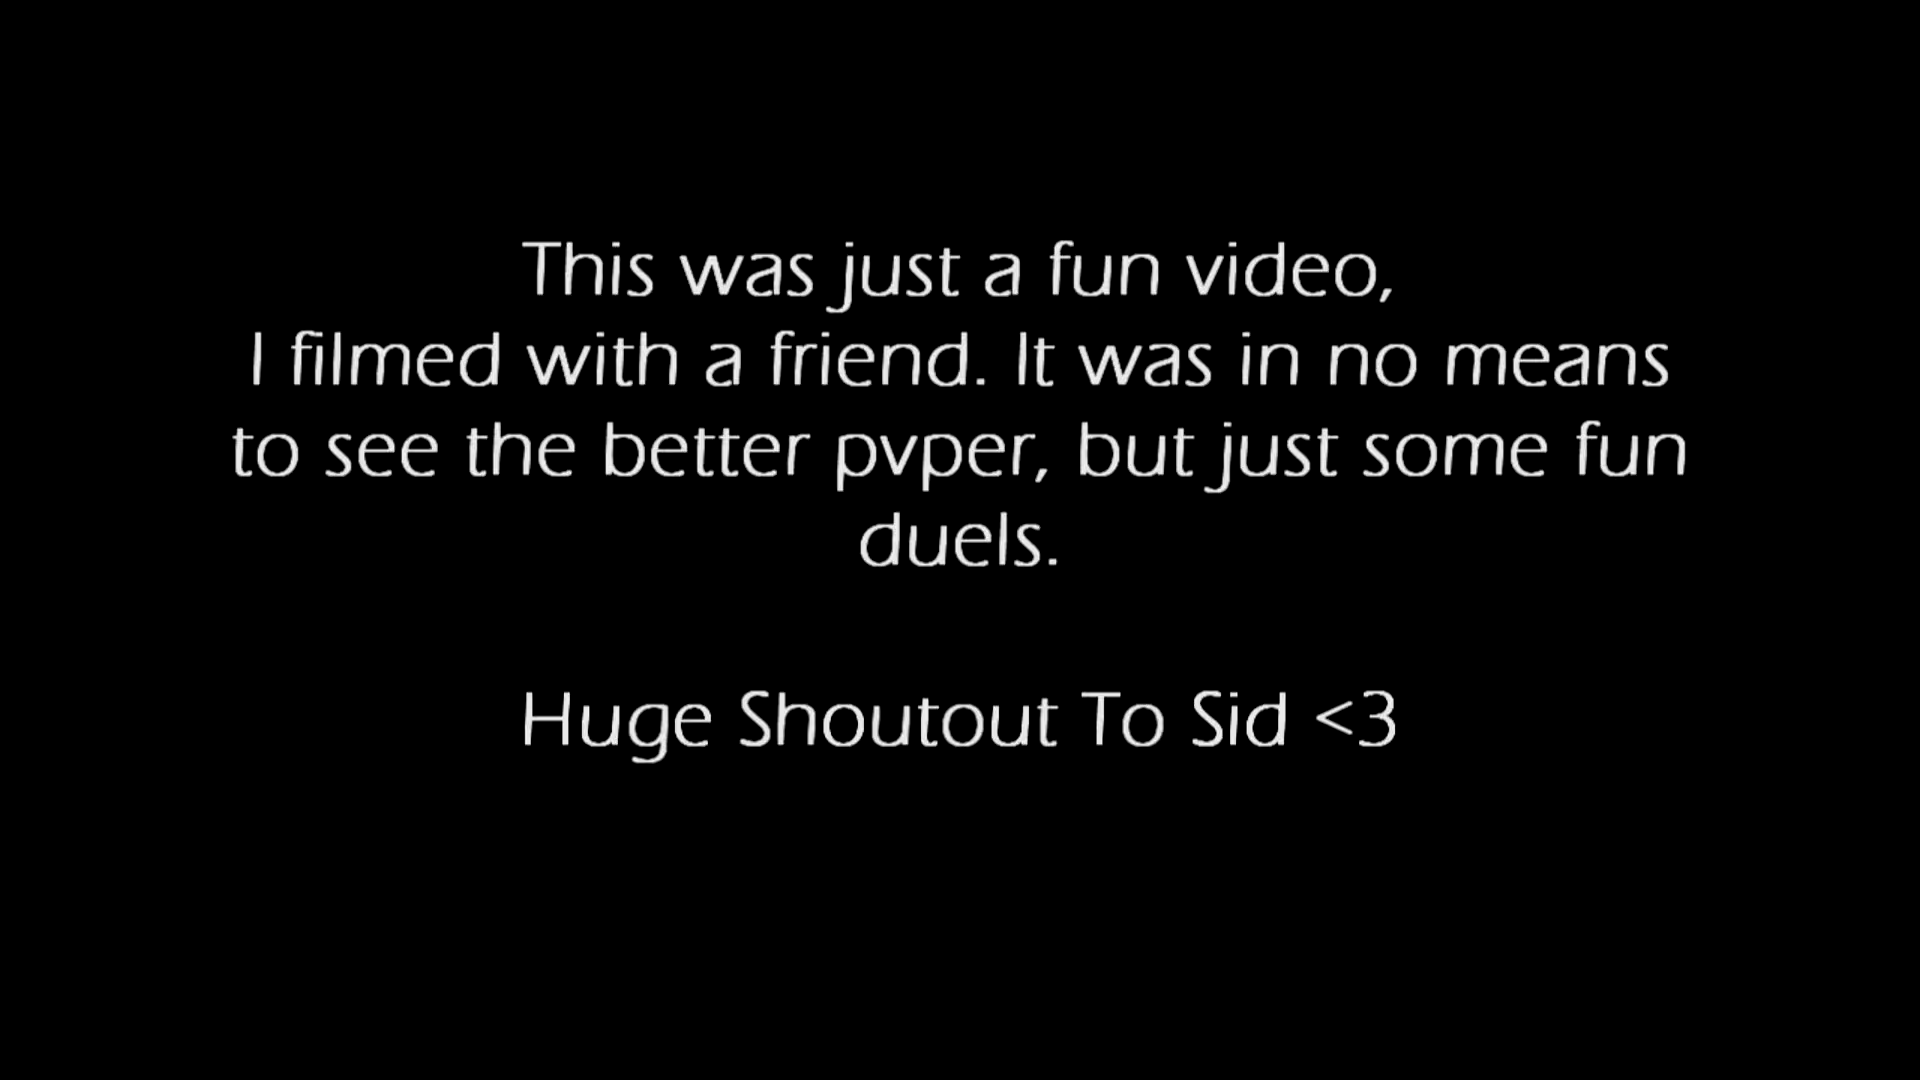 This was just a fun video,
I filmed with a friend. It was in no means
to see the better pvper, but just some fun
duels.
Huge Shoutout To Sid <3